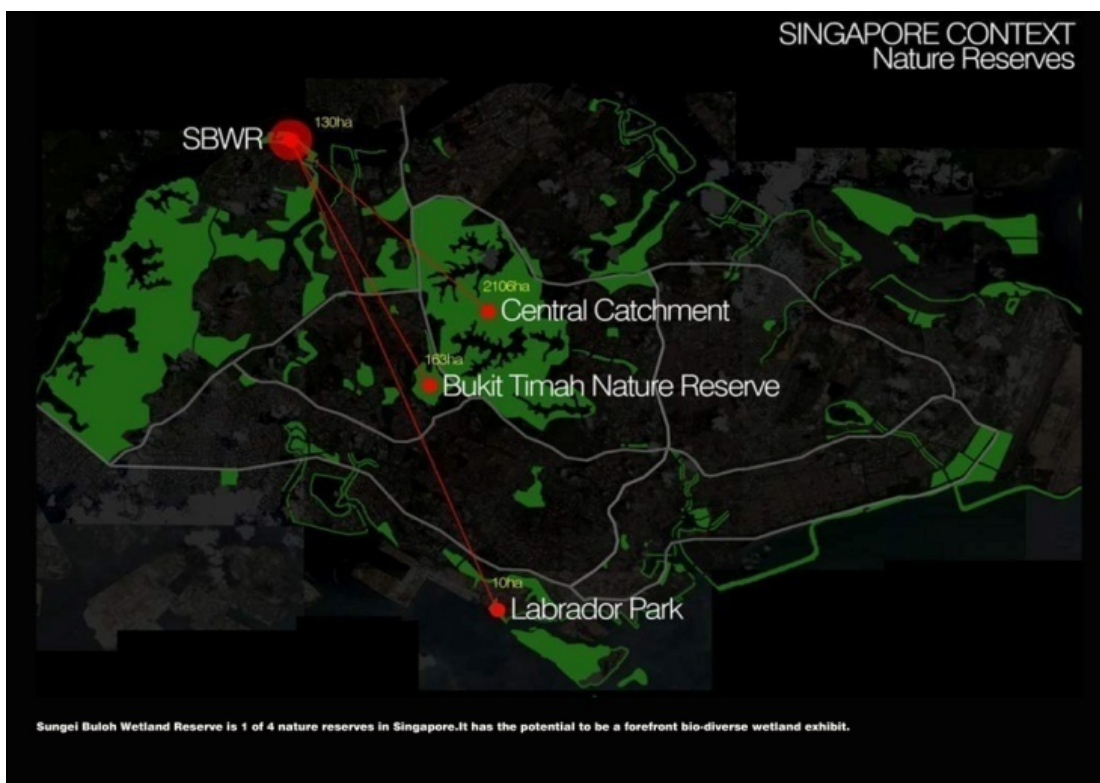 SINGAPORE CONTEXT
Nature Reserves
130ha
SBWR
2106ha
Central Catchment
163ha
Bukit Timah Nature Reserve
10ha
Labrador Park
Sungei Buloh Wetland Reserve is 1 of 4 nature reserves in Singapore.It has the potential to be a forefront bio-diverse wetland exhibit.